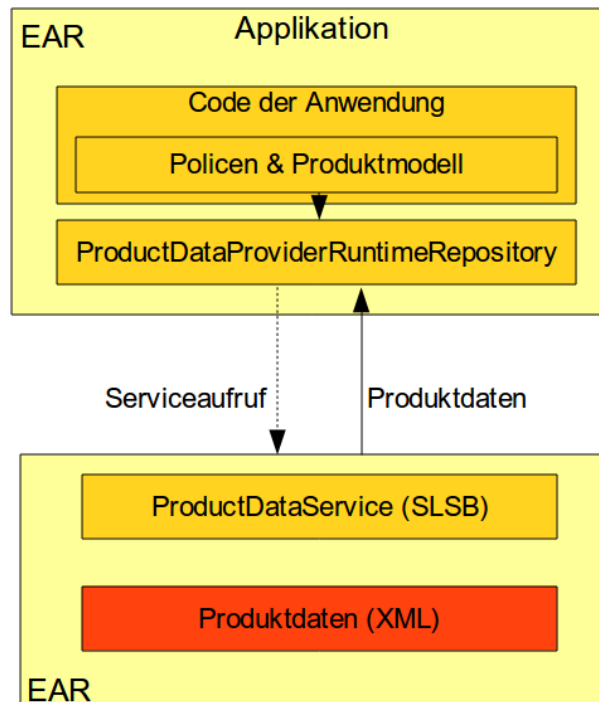 EAR
Applikation
Code der Anwendung
Policen & Produktmodell
ProductDataProviderRuntimeRepository
Serviceaufruf
Produktdaten
ProductDataService (SLSB)
Produktdaten (XML)
EAR